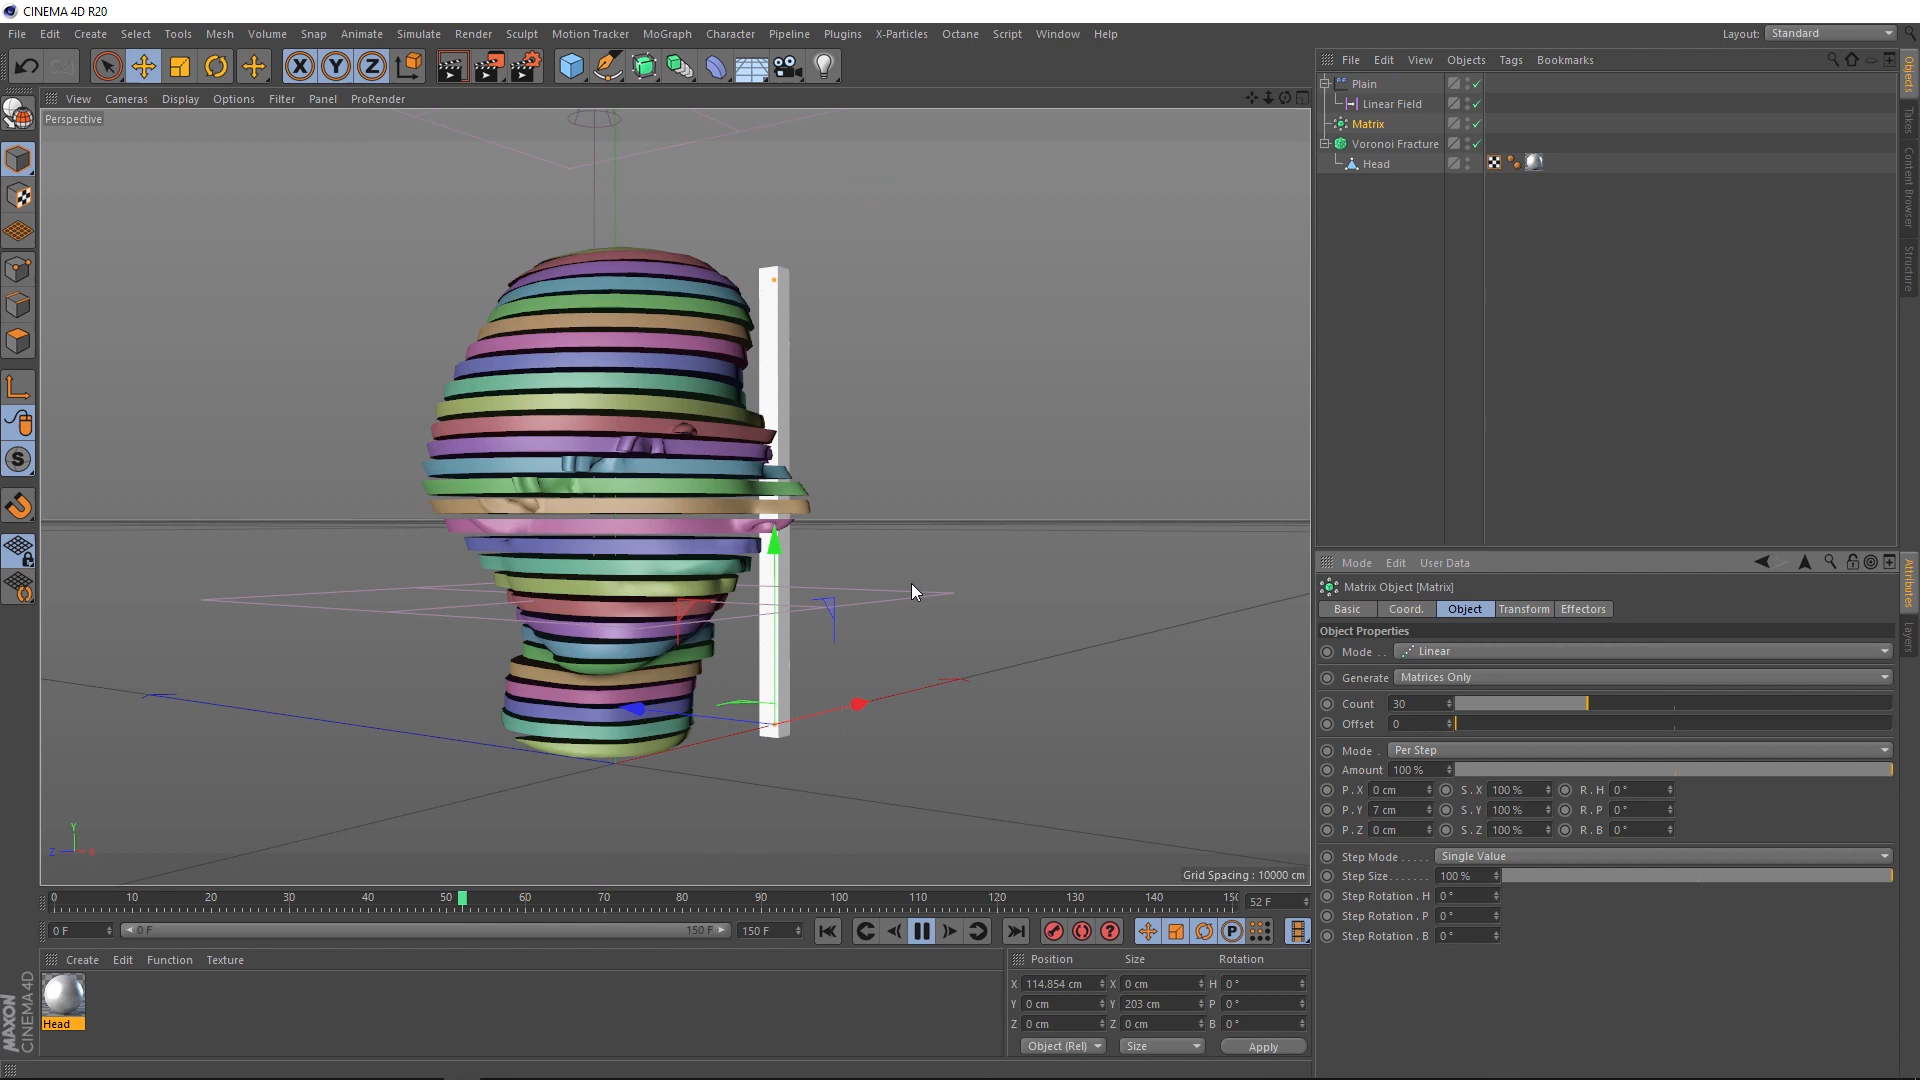 CINEMA 4D R20
File Edit Create Select Tools Mesh Volume Snap Animate Simulate Render Sculpt Motion Tracker MoGraph Character Pipeline Plugins X-Particles Octane Script Window Help Layout: Standard
File Edit View Objects Tags Bookmarks
View Cameras Display Options Filter Panel ProRender
Perspective
Plain
Linear Field
Matrix
Voronoi Fracture
Head
Objects
Takes
Content Browser
Structure
Mode Edit User Data
Matrix Object [Matrix]
Basic Coord. Object Transform Effectors
Object Properties
Mode . . Linear
Generate Matrices Only
Count 30
Offset 0
Mode . Per Step
Amount 100 %
P . X 0 cm S . X 100 % R . H 0 °
P . Y 7 cm S . Y 100 % R . P 0 °
P . Z 0 cm S . Z 100 % R . B 0 °
Step Mode . . . . . Single Value
Step Size. . . . . . . 100 %
Step Rotation . H 0 °
Step Rotation . P 0 °
Step Rotation . B 0 °
Attributes
Layers
Y
Z
Grid Spacing : 10000 cm
0 10 20 30 40 50 60 70 80 90 100 110 120 130 140 15 52 F
0 F 0 F 150 F 150 F
Create Edit Function Texture
Head
MAXON
CINEMA 4D
Position Size Rotation
X 114.854 cm X 0 cm H 0 °
Y 0 cm Y 203 cm P 0 °
Z 0 cm Z 0 cm B 0 °
Object (Rel) Size Apply